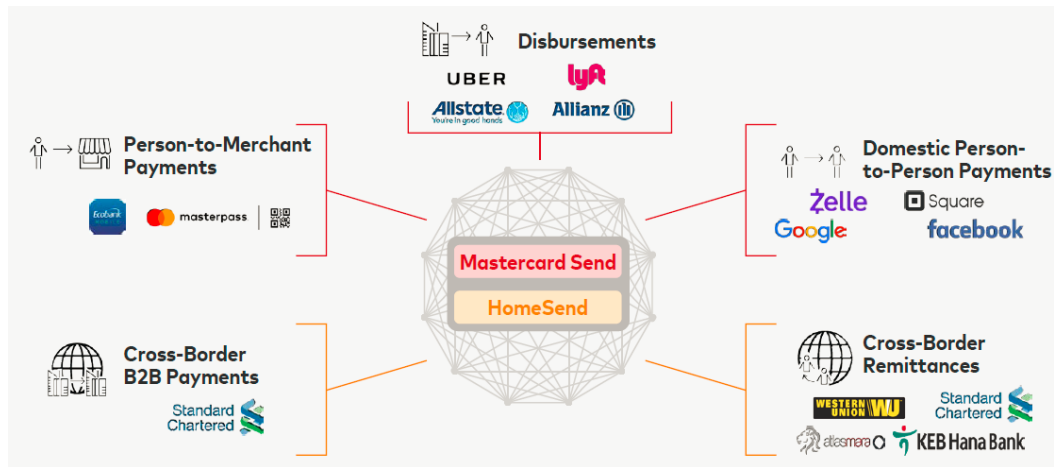 Disbursements
UBER
lyft
Allstate.
You're in good hands
Allianz
Person-to-Merchant
Payments
Ecobank
masterpass
Domestic Person-
to-Person Payments
Zelle
Square
Google
facebook
Mastercard Send
HomeSend
Cross-Border
B2B Payments
Standard
Chartered
Cross-Border
Remittances
WESTERN
UNION WU
Standard
Chartered
atlasmara
KEB Hana Bank